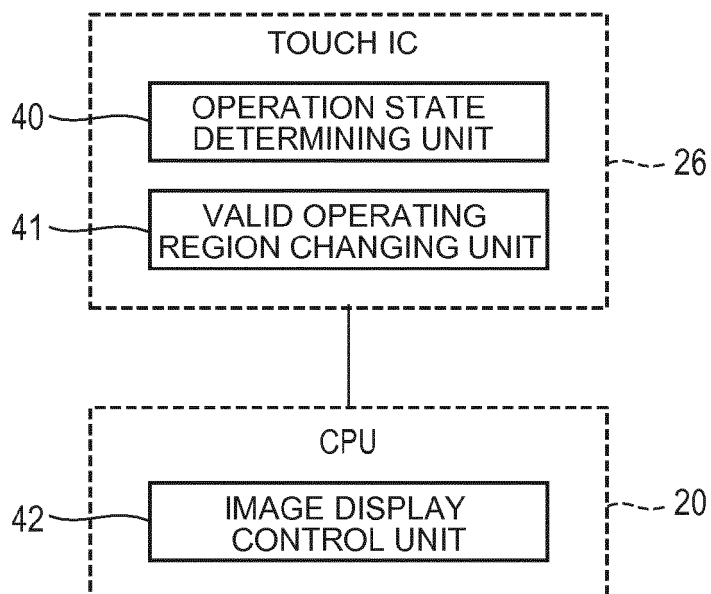 TOUCH IC
40
OPERATION STATE
DETERMINING UNIT
26
41
VALID OPERATING
REGION CHANGING UNIT
CPU
42
IMAGE DISPLAY
CONTROL UNIT
20